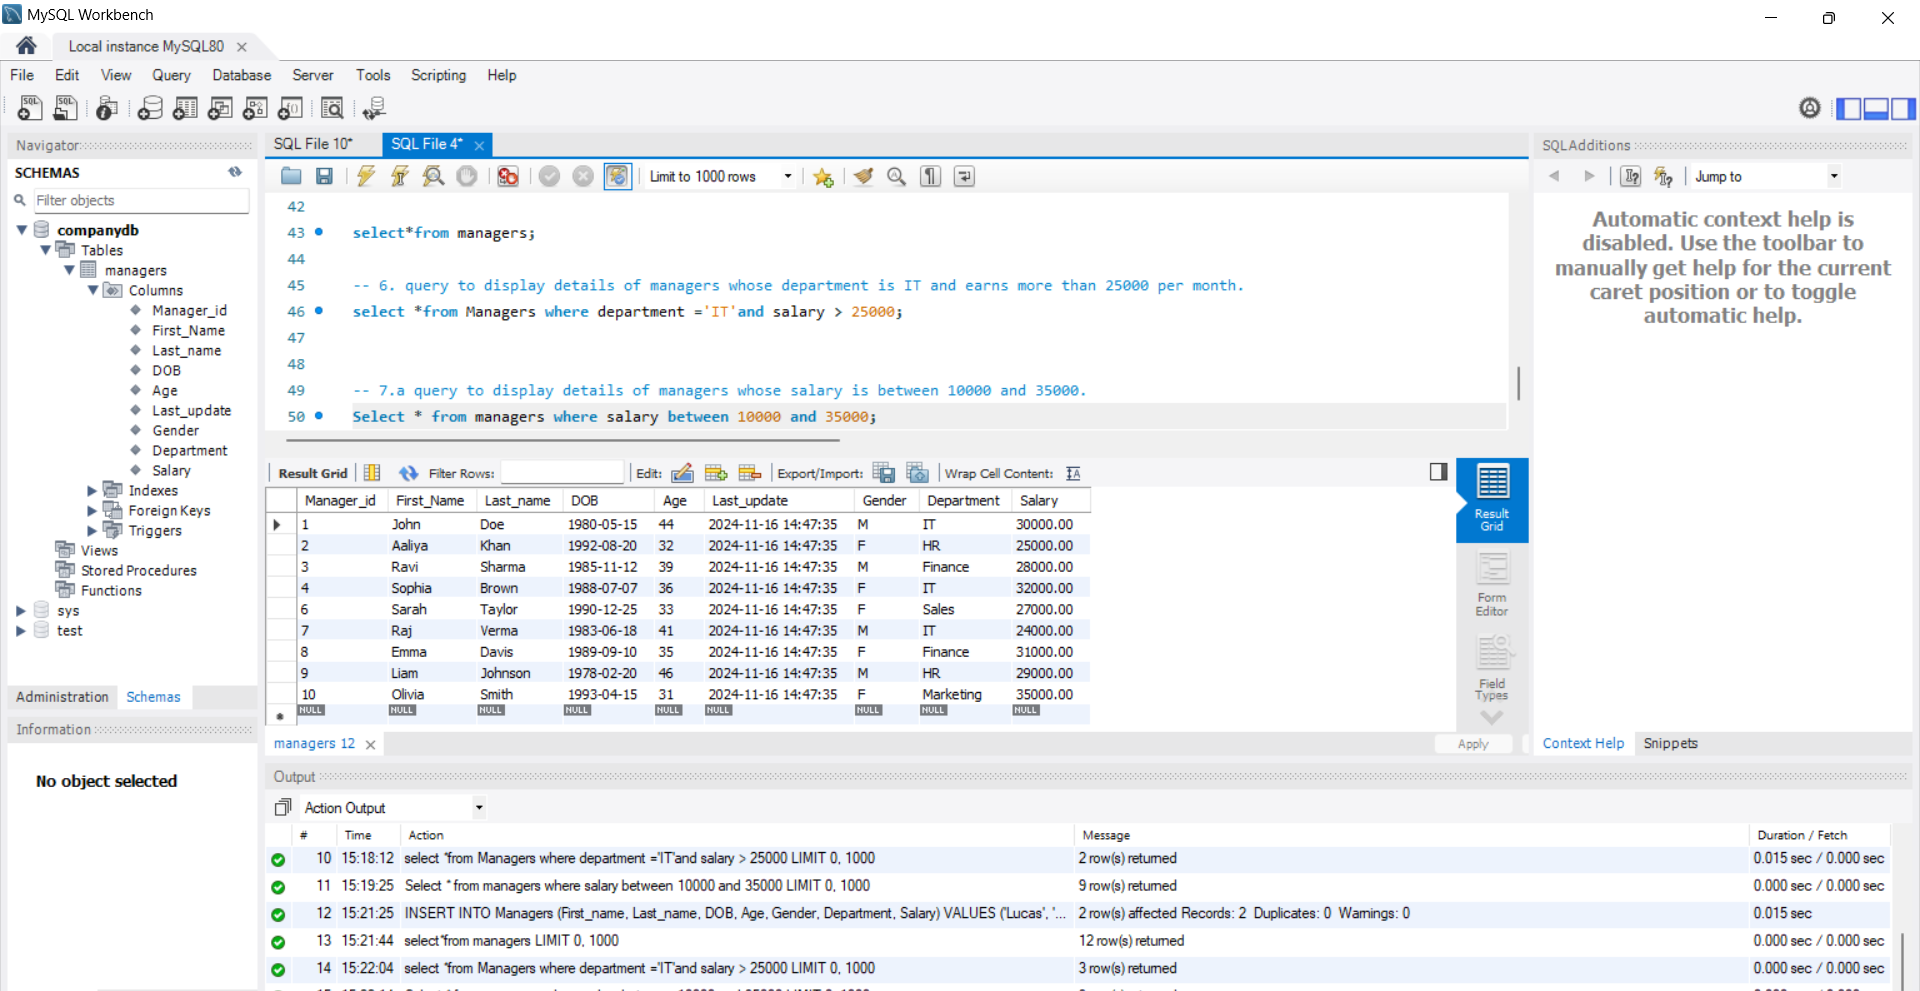 MySQL Workbench
Local instance MySQL80
File Edit View Query Database Server Tools Scripting Help
Navigator
SCHEMAS
Filter objects
companydb
Tables
managers
Columns
Manager_id
First_Name
Last_name
DOB
Age
Last_update
Gender
Department
Salary
Indexes
Foreign Keys
Triggers
Views
Stored Procedures
Functions
sys
test
Administration Schemas
Information
No object selected
SQL File 10* SQL File 4*
Limit to 1000 rows
42
43 select*from managers;
44
45 -- 6. query to display details of managers whose department is IT and earns more than 25000 per month.
46 select *from Managers where department ='IT'and salary > 25000;
47
48
49 -- 7.a query to display details of managers whose salary is between 10000 and 35000.
50 Select * from managers where salary between 10000 and 35000;
Result Grid Filter Rows: Edit: Export/Import: Wrap Cell Content:
Manager_id First_Name Last_name DOB Age Last_update Gender Department Salary
1 John Doe 1980-05-15 44 2024-11-16 14:47:35 M IT 30000.00
2 Aaliya Khan 1992-08-20 32 2024-11-16 14:47:35 F HR 25000.00
3 Ravi Sharma 1985-11-12 39 2024-11-16 14:47:35 M Finance 28000.00
4 Sophia Brown 1988-07-07 36 2024-11-16 14:47:35 F IT 32000.00
6 Sarah Taylor 1990-12-25 33 2024-11-16 14:47:35 F Sales 27000.00
7 Raj Verma 1983-06-18 41 2024-11-16 14:47:35 M IT 24000.00
8 Emma Davis 1989-09-10 35 2024-11-16 14:47:35 F Finance 31000.00
9 Liam Johnson 1978-02-20 46 2024-11-16 14:47:35 M HR 29000.00
10 Olivia Smith 1993-04-15 31 2024-11-16 14:47:35 F Marketing 35000.00
NULL NULL NULL NULL NULL NULL NULL NULL NULL
Result
Grid
Form
Editor
Field
Types
managers 12
Apply
SQLAdditions
Jump to
Automatic context help is
disabled. Use the toolbar to
manually get help for the current
caret position or to toggle
automatic help.
Context Help Snippets
Output
Action Output
# Time Action Message Duration / Fetch
10 15:18:12 select *from Managers where department ='IT'and salary > 25000 LIMIT 0, 1000 2 row(s) returned 0.015 sec / 0.000 sec
11 15:19:25 Select * from managers where salary between 10000 and 35000 LIMIT 0, 1000 9 row(s) returned 0.000 sec / 0.000 sec
12 15:21:25 INSERT INTO Managers (First_name, Last_name, DOB, Age, Gender, Department, Salary) VALUES ('Lucas', '... 2 row(s) affected Records: 2 Duplicates: 0 Warnings: 0 0.015 sec
13 15:21:44 select*from managers LIMIT 0, 1000 12 row(s) returned 0.000 sec / 0.000 sec
14 15:22:04 select *from Managers where department ='IT'and salary > 25000 LIMIT 0, 1000 3 row(s) returned 0.000 sec / 0.000 sec